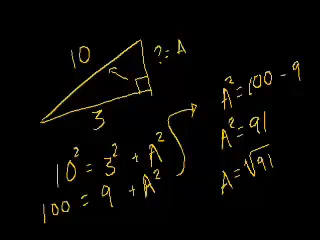 10
?=A
3
10² = 3² + A²
100 = 9 + A²
A²=100 - 9
A²=91
A=√91